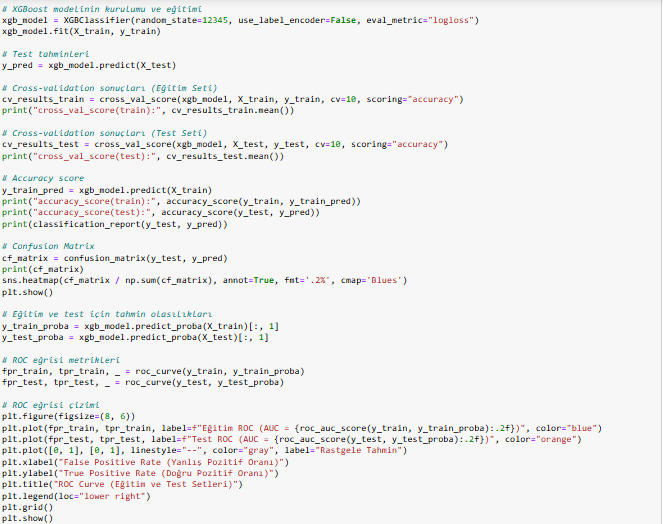 # XGBoost modelinin kurulumu ve eğitimi
xgb_model = XGBClassifier(random_state=12345, use_label_encoder=False, eval_metric="logloss")
xgb_model.fit(X_train, y_train)
# Test tahminleri
y_pred = xgb_model.predict(X_test)
# Cross-validation sonuçları (Eğitim Seti)
cv_results_train = cross_val_score(xgb_model, X_train, y_train, cv=10, scoring="accuracy")
print("cross_val_score(train):", cv_results_train.mean())
# Cross-validation sonuçları (Test Seti)
cv_results_test = cross_val_score(xgb_model, X_test, y_test, cv=10, scoring="accuracy")
print("cross_val_score(test):", cv_results_test.mean())
# Accuracy score
y_train_pred = xgb_model.predict(X_train)
print("accuracy_score(train):", accuracy_score(y_train, y_train_pred))
print("accuracy_score(test):", accuracy_score(y_test, y_pred))
print(classification_report(y_test, y_pred))
# Confusion Matrix
cf_matrix = confusion_matrix(y_test, y_pred)
print(cf_matrix)
sns.heatmap(cf_matrix / np.sum(cf_matrix), annot=True, fmt='.2%', cmap='Blues')
plt.show()
# Eğitim ve test için tahmin olasılıkları
y_train_proba = xgb_model.predict_proba(X_train)[:, 1]
y_test_proba = xgb_model.predict_proba(X_test)[:, 1]
# ROC eğrisi metrikleri
fpr_train, tpr_train, _ = roc_curve(y_train, y_train_proba)
fpr_test, tpr_test, _ = roc_curve(y_test, y_test_proba)
# ROC eğrisi çizimi
plt.figure(figsize=(8, 6))
plt.plot(fpr_train, tpr_train, label=f"Eğitim ROC (AUC = {roc_auc_score(y_train, y_train_proba):.2f})", color="blue")
plt.plot(fpr_test, tpr_test, label=f"Test ROC (AUC = {roc_auc_score(y_test, y_test_proba):.2f})", color="orange")
plt.plot([0, 1], [0, 1], linestyle="--", color="gray", label="Rastgele Tahmin")
plt.xlabel("False Positive Rate (Yanlış Pozitif Oranı)")
plt.ylabel("True Positive Rate (Doğru Pozitif Oranı)")
plt.title("ROC Curve (Eğitim ve Test Setleri)")
plt.legend(loc="lower right")
plt.grid()
plt.show()